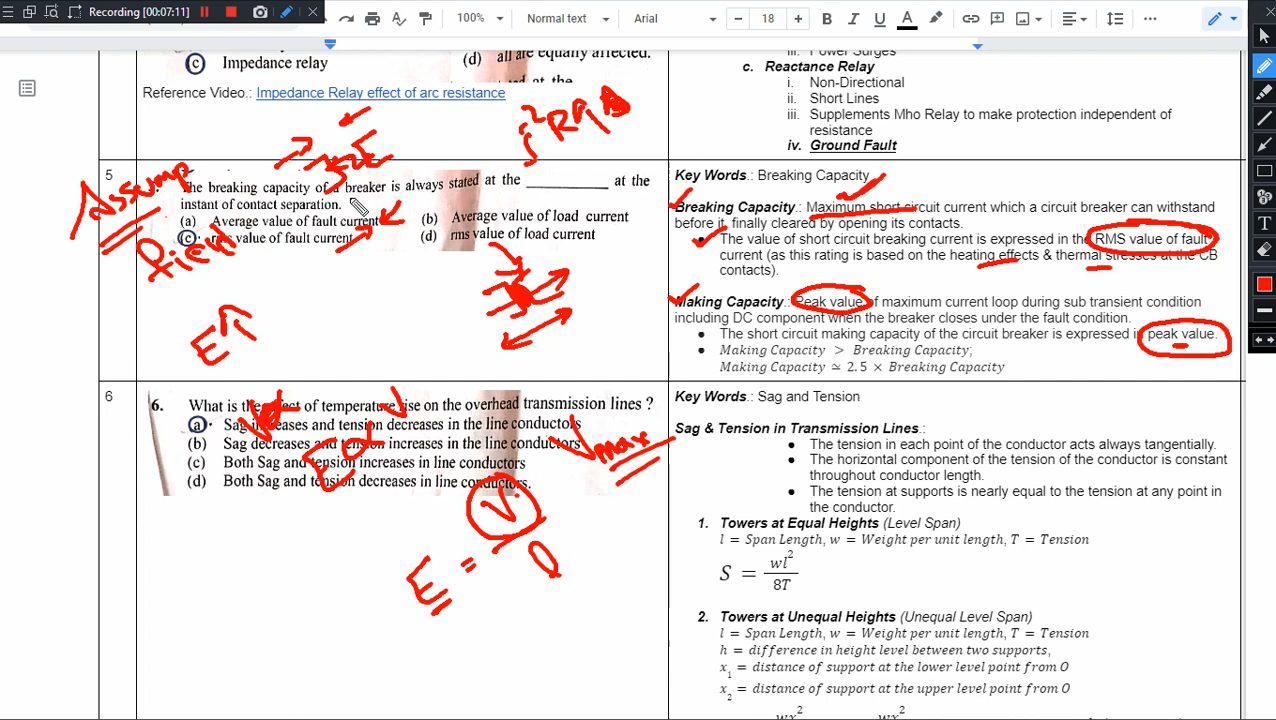 Recording [00:07:11]
100%
Normal text
Arial
18
B I U A
all are equally affected.
(c) Impedance relay
(d)
at the
Reference Video.: Impedance Relay effect of arc resistance
iii. Power Surges
c. Reactance Relay
i. Non-Directional
ii. Short Lines
iii. Supplements Mho Relay to make protection independent of
resistance
iv. Ground Fault
5
The breaking capacity of a breaker is always stated at the __________ at the
instant of contact separation.
(a) Average value of fault current
(b) Average value of load current
(c) value of fault current
(d) rms value of load current
Assump
E
Key Words.: Breaking Capacity
Breaking Capacity.: Maximum short circuit current which a circuit breaker can withstand
before it, finally cleared by opening its contacts.
The value of short circuit breaking current is expressed in the RMS value of fault
current (as this rating is based on the heating effects & thermal stresses at the CB
contacts).
Making Capacity.: Peak value of maximum current loop during sub transient condition
including DC component when the breaker closes under the fault condition.
The short circuit making capacity of the circuit breaker is expressed in peak value.
Making Capacity > Breaking Capacity;
Making Capacity ≃ 2.5 × Breaking Capacity
6
6. What is the effect of temperature rise on the overhead transmission lines ?
(a) Sag increases and tension decreases in the line conductors
(b) Sag decreases and tension increases in the line conductors
(c) Both Sag and tension increases in line conductors
(d) Both Sag and tension decreases in line conductors.
E α V
Vmax
E = V
Key Words.: Sag and Tension
Sag & Tension in Transmission Lines.:
The tension in each point of the conductor acts always tangentially.
The horizontal component of the tension of the conductor is constant
throughout conductor length.
The tension at supports is nearly equal to the tension at any point in
the conductor.
1. Towers at Equal Heights (Level Span)
l = Span Length, w = Weight per unit length, T = Tension
S = wl²/8T
2. Towers at Unequal Heights (Unequal Level Span)
l = Span Length, w = Weight per unit length, T = Tension
h = difference in height level between two supports,
x₁ = distance of support at the lower level point from O
x₂ = distance of support at the upper level point from O
wx₁² wx₂²